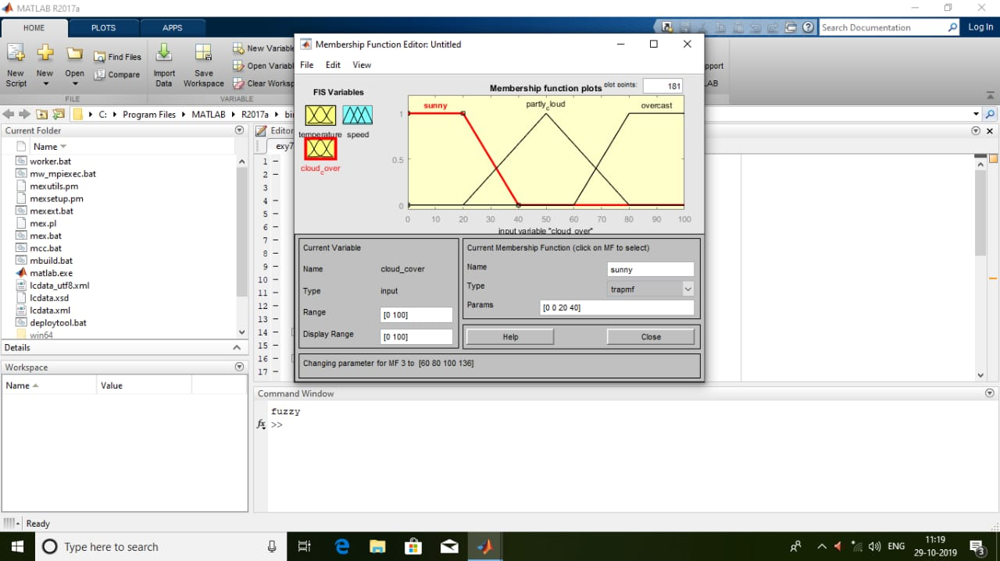 MATLAB R2017a
HOME
PLOTS
APPS
Search Documentation
Log In
New Script
New
Open
Find Files
Compare
Import Data
Save Workspace
New Variable
Open Variabl
Clear Worksp
pport
LAB
FILE
VARIABLE
C: Program Files MATLAB R2017a bin
Current Folder
Name
worker.bat
mw_mpiexec.bat
mexutils.pm
mexsetup.pm
mexext.bat
mex.pl
mex.bat
mcc.bat
mbuild.bat
matlab.exe
lcdata_utf8.xml
lcdata.xsd
lcdata.xml
deploytool.bat
win64
Details
Workspace
Name Value
Ready
Editor
exy7
1
2
3
4
5
6
7
8
9
10
11
12
13
14
15
16
17
Membership Function Editor: Untitled
File Edit View
FIS Variables
temperature speed
cloud_cover
Membership function plots
plot points:
181
sunny
partly_cloud
overcast
1
0.5
0
0 10 20 30 40 50 60 70 80 90 100
input variable "cloud_over"
Current Variable
Name cloud_cover
Type input
Range [0 100]
Display Range [0 100]
Current Membership Function (click on MF to select)
Name sunny
Type trapmf
Params [0 0 20 40]
Help Close
Changing parameter for MF 3 to [60 80 100 136]
Command Window
fuzzy
fx >>
Type here to search
ENG
11:19
29-10-2019
3